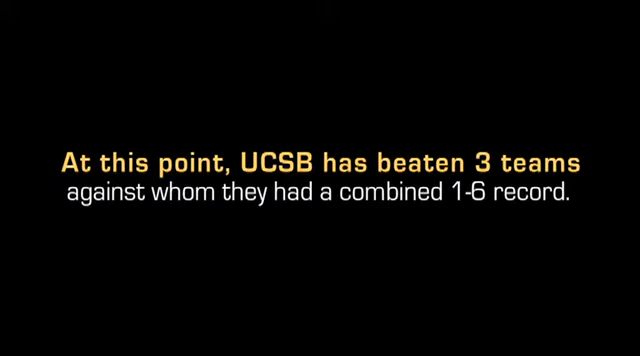 At this point, UCSB has beaten 3 teams
against whom they had a combined 1-6 record.